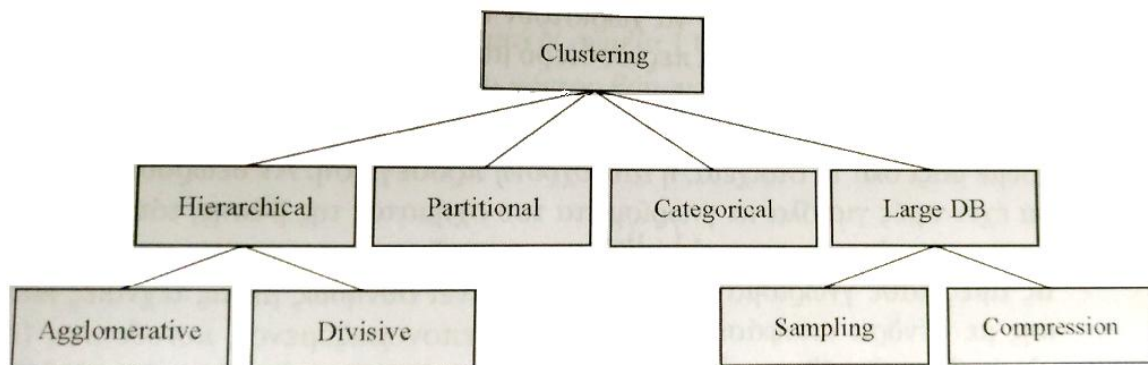 Clustering
Hierarchical
Partitional
Categorical
Large DB
Agglomerative
Divisive
Sampling
Compression